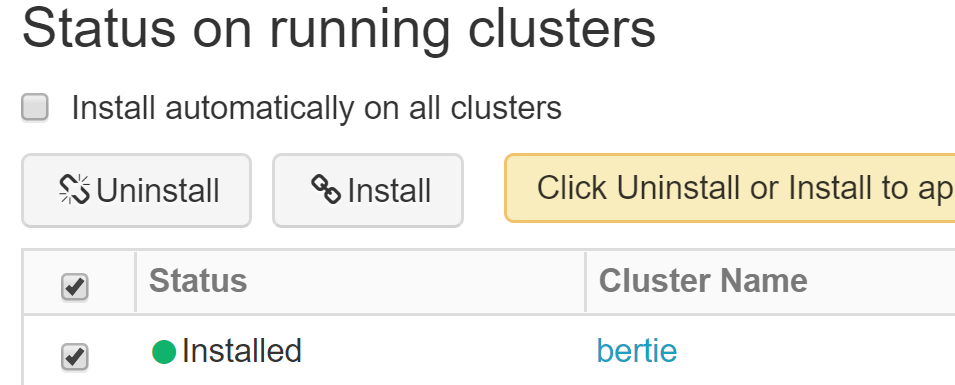 Status on running clusters
Install automatically on all clusters
Uninstall Install Click Uninstall or Install to ap
Status Cluster Name
Installed bertie